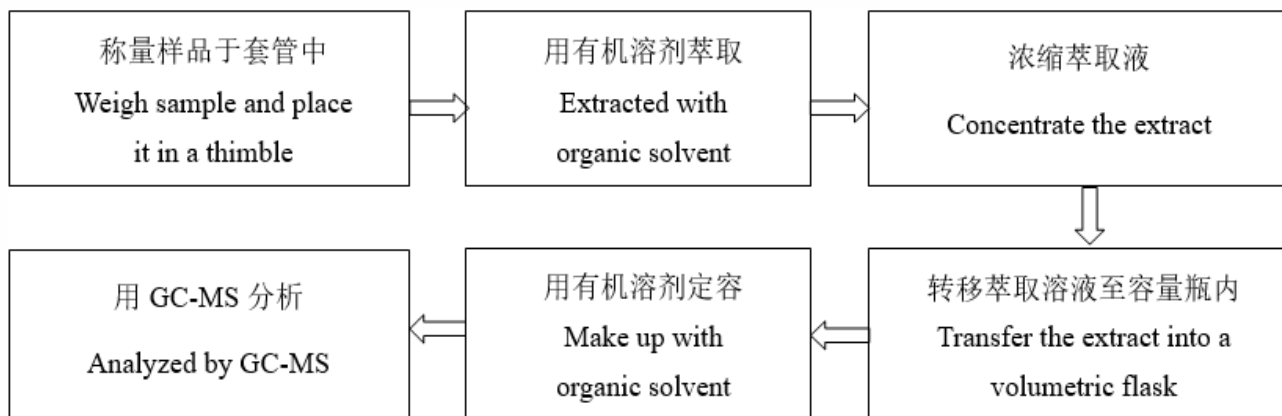 称量样品于套管中
Weigh sample and place
it in a thimble
用有机溶剂萃取
Extracted with
organic solvent
浓缩萃取液
Concentrate the extract
转移萃取溶液至容量瓶内
Transfer the extract into a
volumetric flask
用有机溶剂定容
Make up with
organic solvent
用 GC-MS 分析
Analyzed by GC-MS